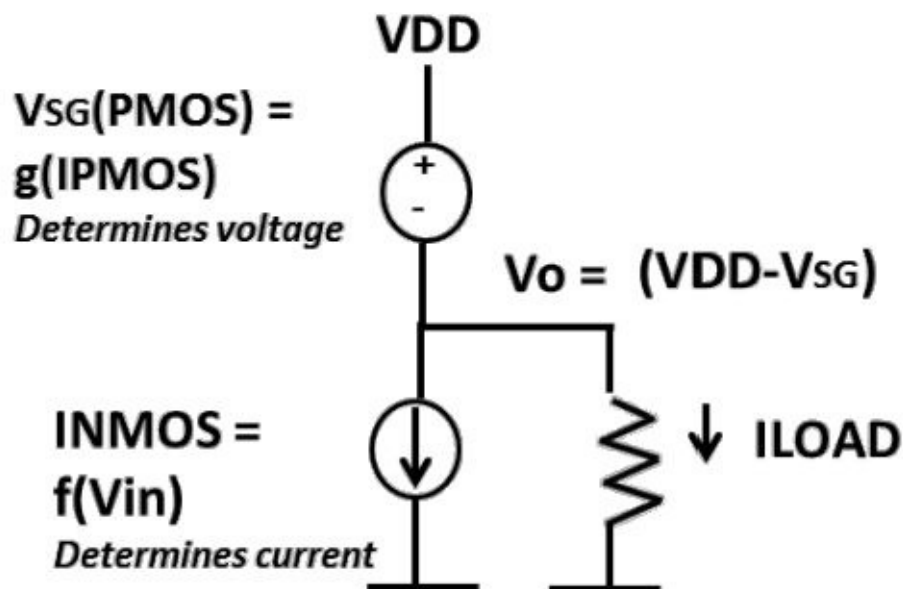 VDD
VSG(PMOS) =
g(IPMOS)
Determines voltage
+
-
Vo = (VDD-VSG)
INMOS =
f(Vin)
Determines current
ILOAD